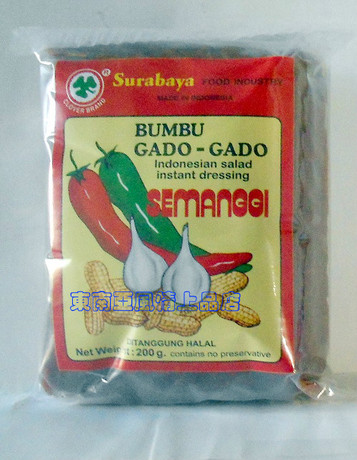 Surabaya FOOD INDUSTRY
MADE IN INDONESIA
®
CLOVER BRAND
BUMBU
GADO - GADO
Indonesian salad
instant dressing
SEMANGGI
東南亞風情上品店
DITANGGUNG HALAL
Net Weight: 200 g. contains no preservative